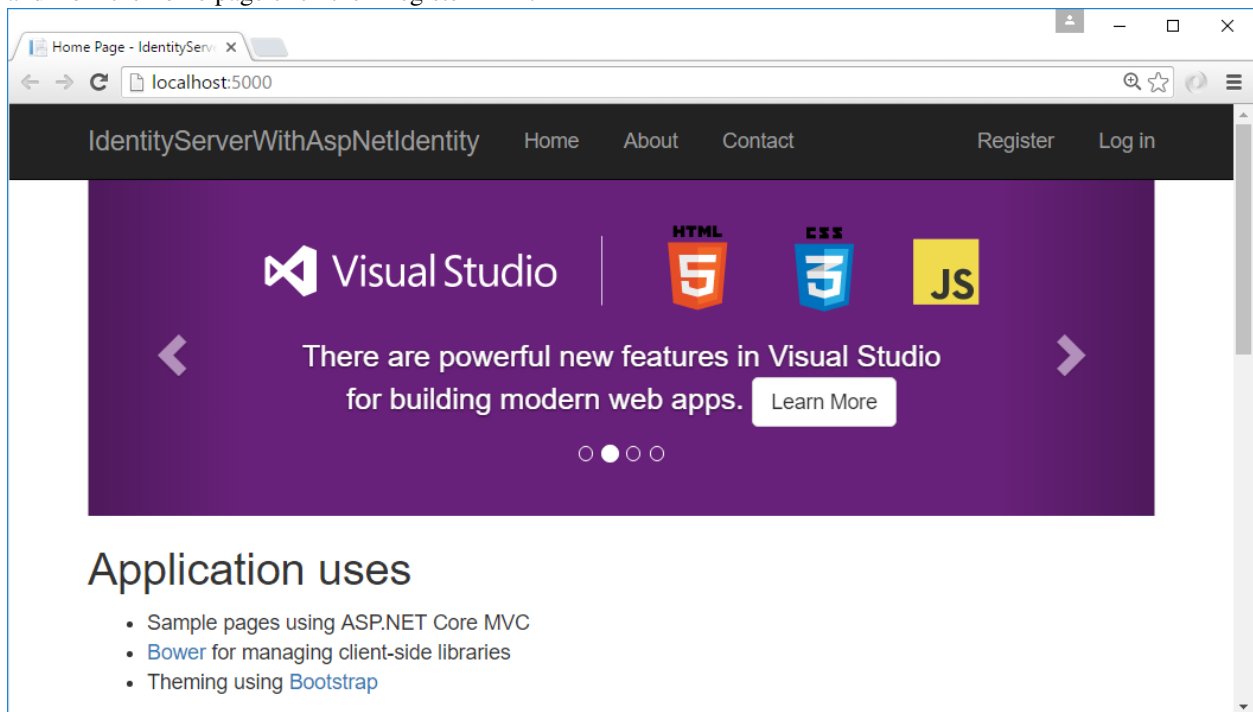 Home Page - IdentityServ
localhost:5000
IdentityServerWithAspNetIdentity Home About Contact Register Log in
Visual Studio
HTML
5
CSS
3
JS
There are powerful new features in Visual Studio
for building modern web apps. Learn More
Application uses
Sample pages using ASP.NET Core MVC
Bower for managing client-side libraries
Theming using Bootstrap